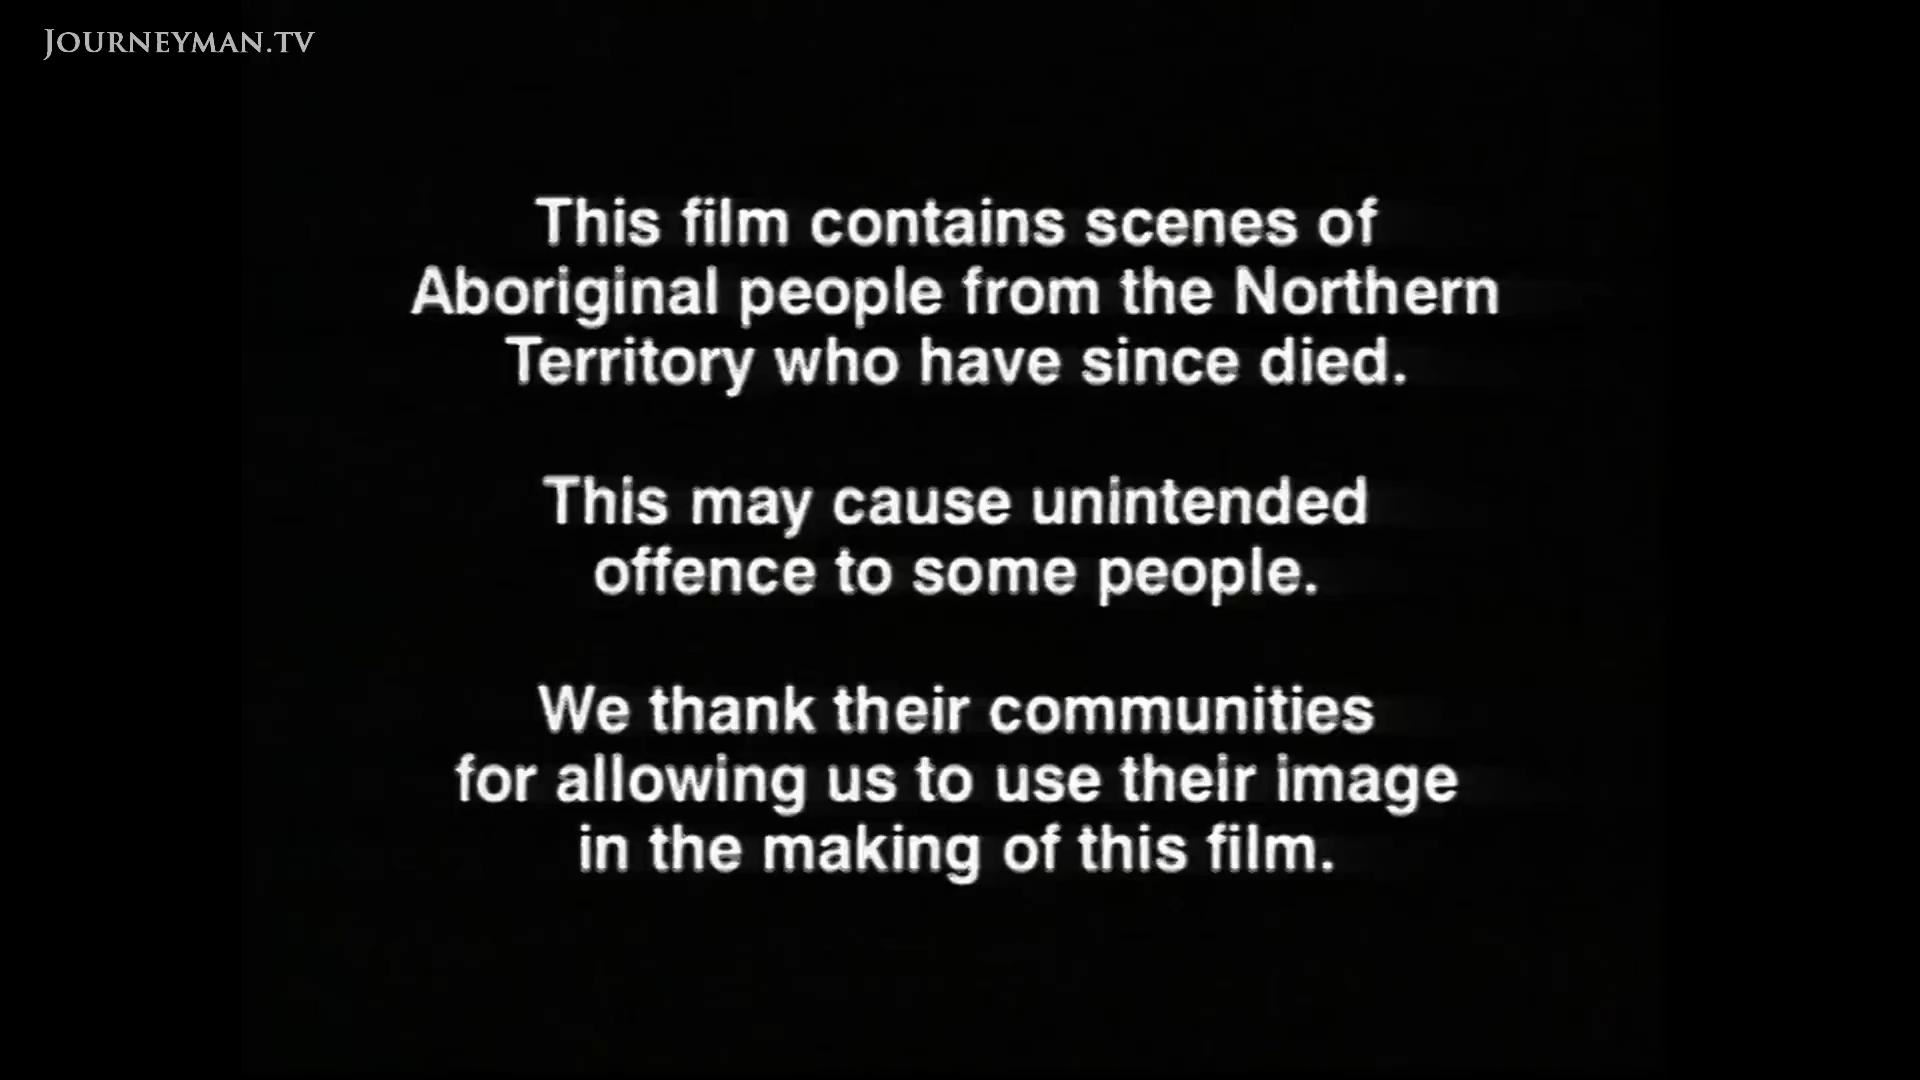 JOURNEYMAN.TV
This film contains scenes of
Aboriginal people from the Northern
Territory who have since died.
This may cause unintended
offence to some people.
We thank their communities
for allowing us to use their image
in the making of this film.